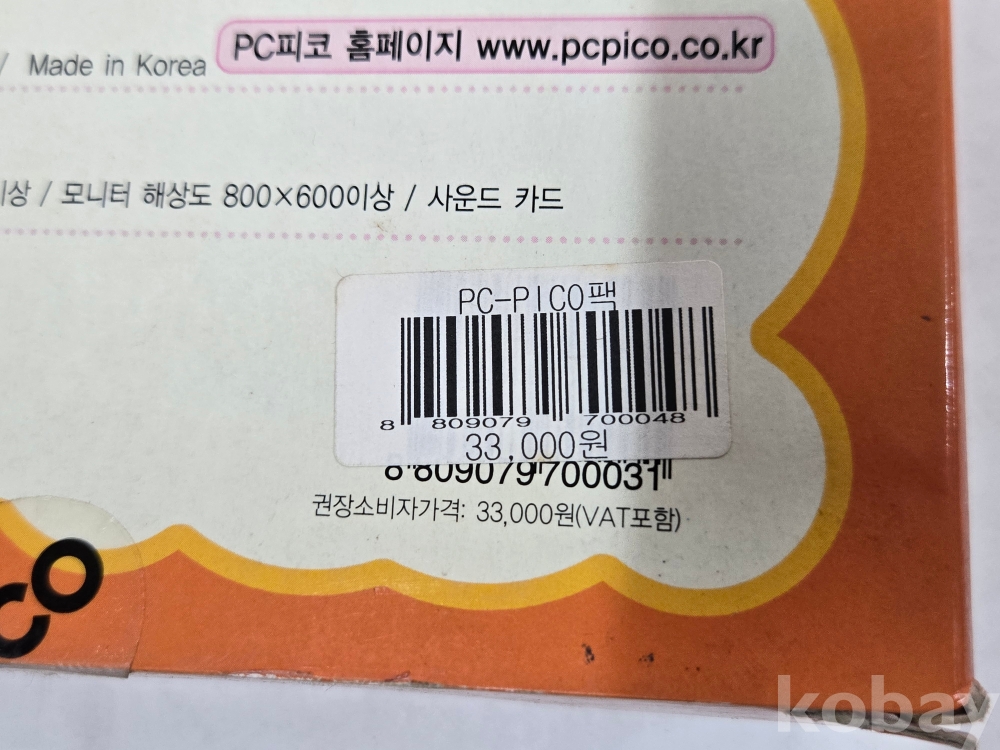 / Made in Korea PC피코 홈페이지 www.pcpico.co.kr
이상 / 모니터 해상도 800×600이상 / 사운드 카드
PC-PICO팩
8 809079 700048
33,000원
8 809079 700031
권장소비자가격: 33,000원(VAT포함)
co
kobay